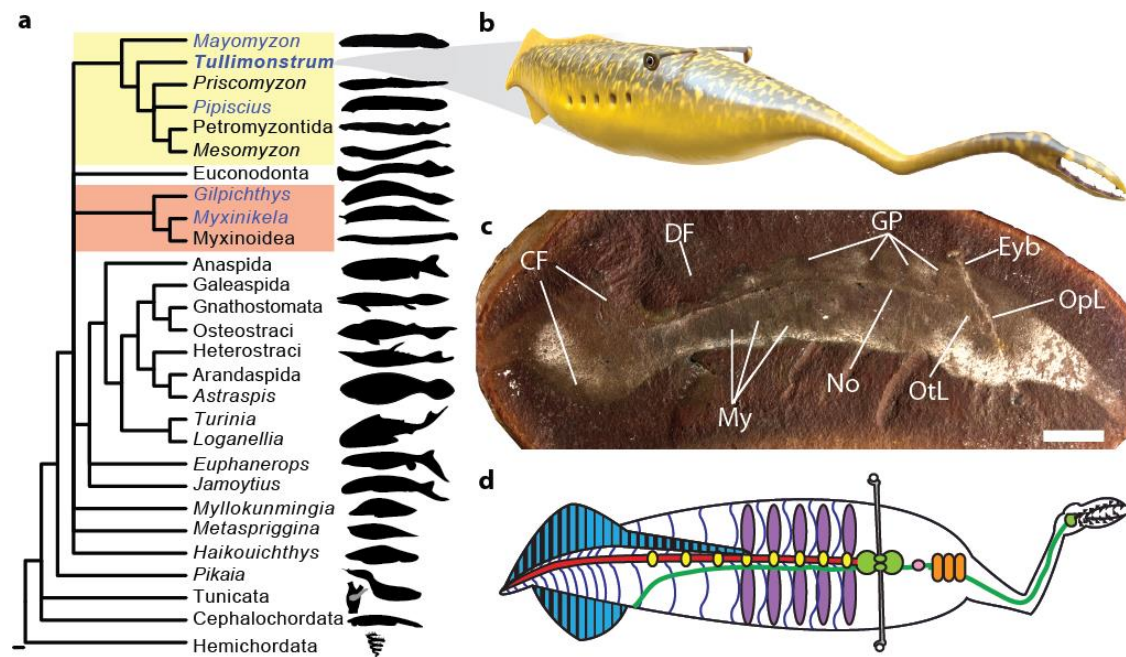 a
Mayomyzon
Tullimonstrum
Priscomyzon
Pipiscius
Petromyzontida
Mesomyzon
Euconodonta
Gilpichthys
Myxinikela
Myxinoidea
Anaspida
Galeaspida
Gnathostomata
Osteostraci
Heterostraci
Arandaspida
Astraspis
Turinia
Loganellia
Euphanerops
Jamoytius
Myllokunmingia
Metaspriggina
Haikouichthys
Pikaia
Tunicata
Cephalochordata
Hemichordata
b
c
CF
DF
GP
Eyb
OpL
My
No
OtL
d